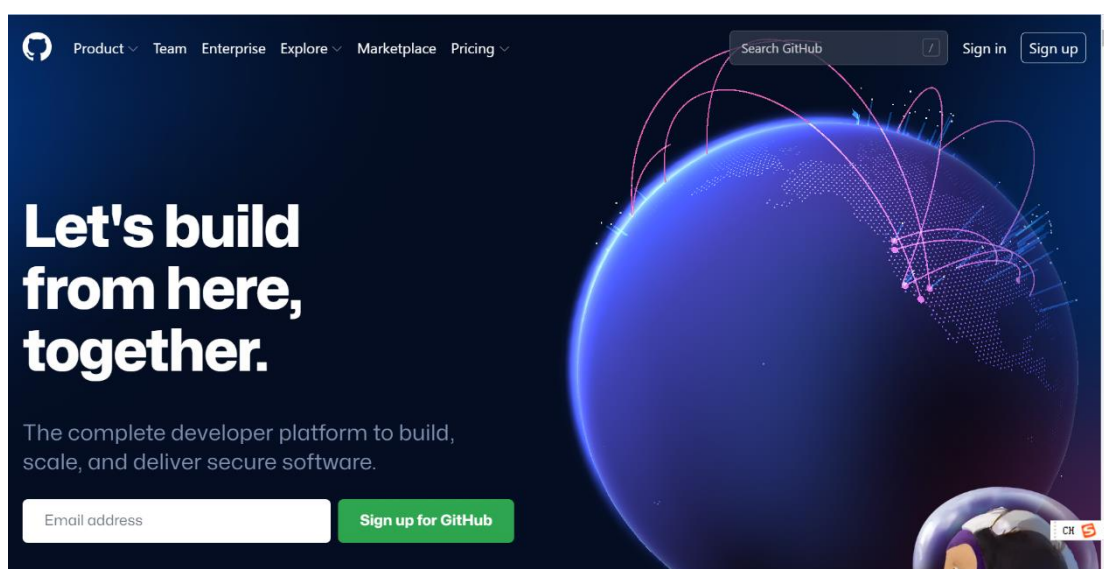 Product Team Enterprise Explore Marketplace Pricing Search GitHub / Sign in Sign up
Let's build
from here,
together.
The complete developer platform to build,
scale, and deliver secure software.
Email address Sign up for GitHub
CH S